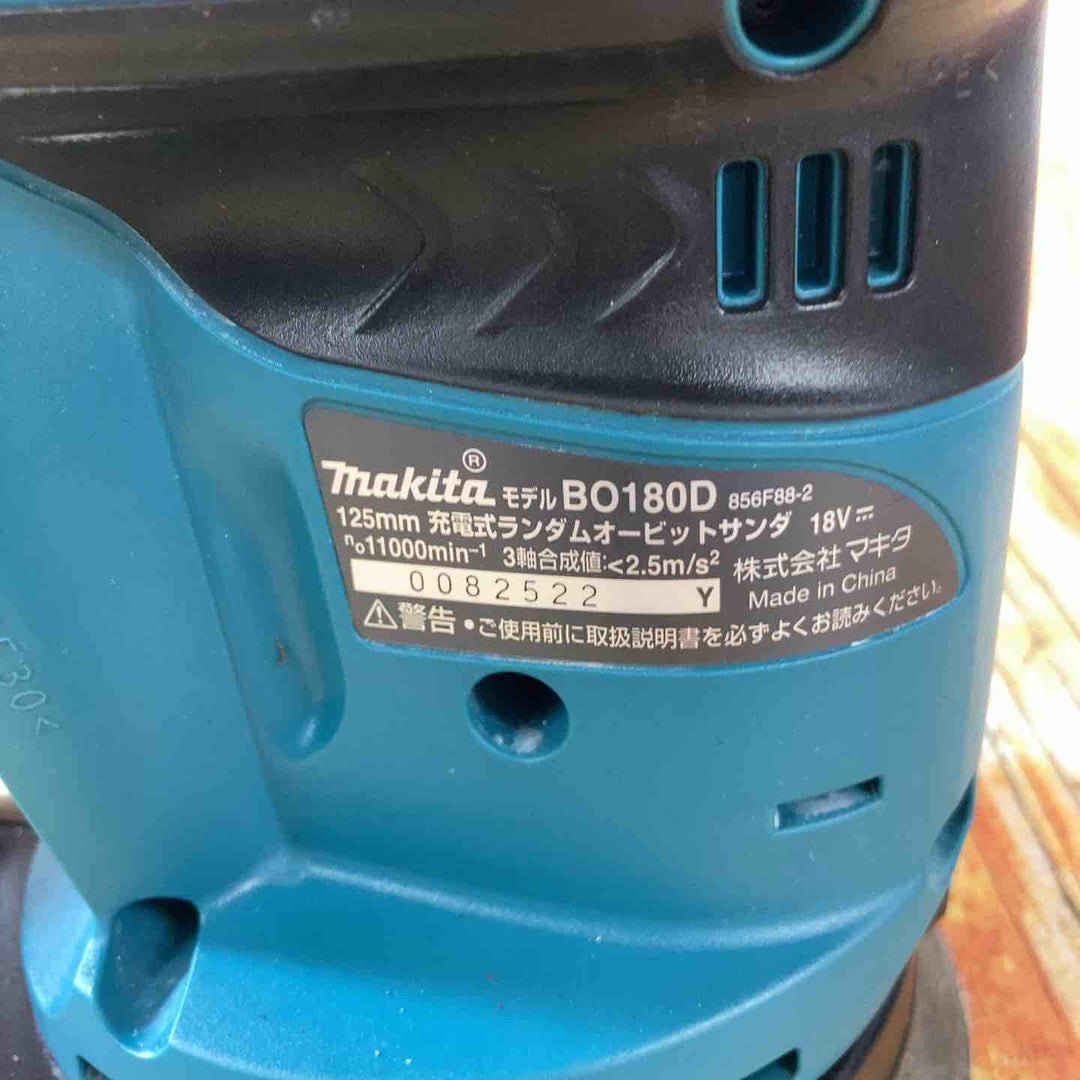 makita® モデル BO180D 856F88-2
125mm 充電式ランダムオービットサンダ 18V⎓
n₀11000min⁻¹ 3軸合成値:<2.5m/s² 株式会社 マキタ
0082522 Y Made in China
⚠警告 •ご使用前に取扱説明書を必ずよくお読みください。
F30<